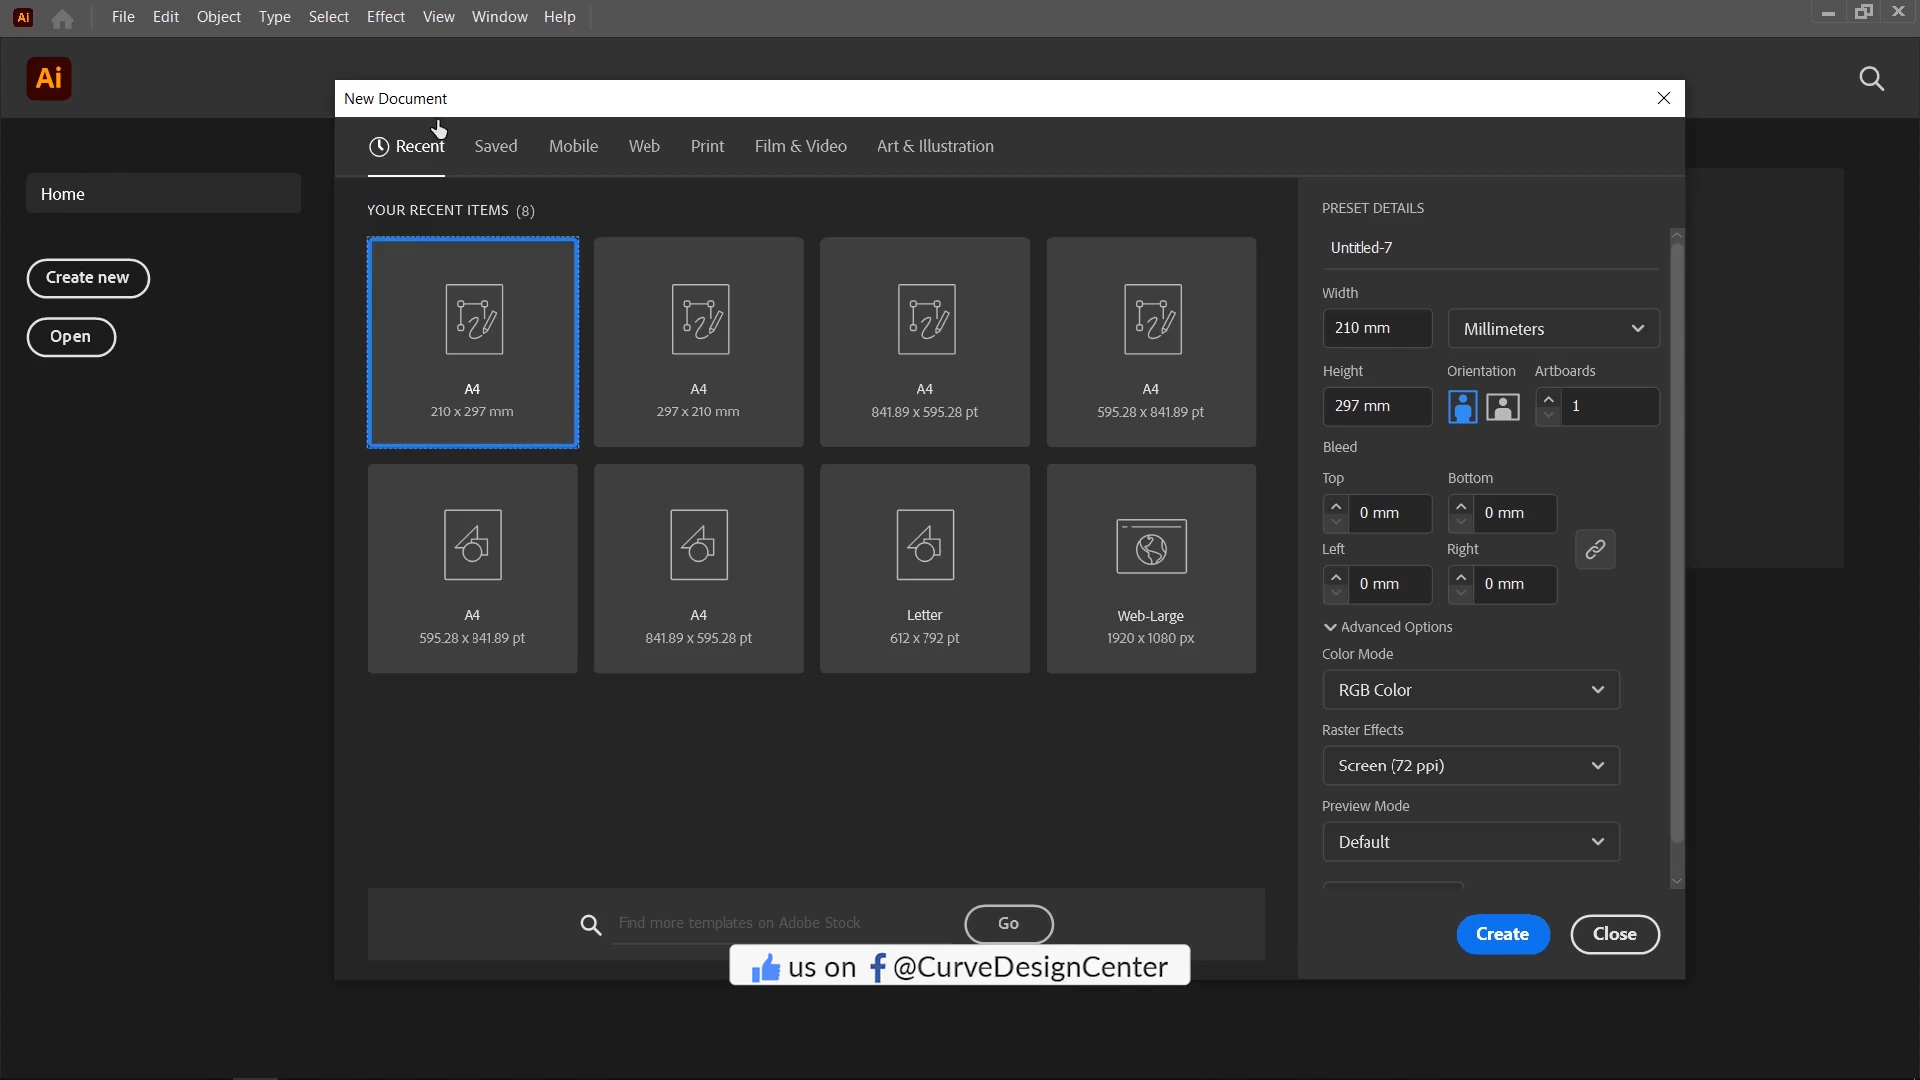 Ai File Edit Object Type Select Effect View Window Help
Ai
New Document
Recent Saved Mobile Web Print Film & Video Art & Illustration
Home
Create new
Open
YOUR RECENT ITEMS (8)
A4
210 x 297 mm
A4
297 x 210 mm
A4
841.89 x 595.28 pt
A4
595.28 x 841.89 pt
A4
595.28 x 841.89 pt
A4
841.89 x 595.28 pt
Letter
612 x 792 pt
Web-Large
1920 x 1080 px
Find more templates on Adobe Stock
Go
PRESET DETAILS
Untitled-7
Width
210 mm Millimeters
Height Orientation Artboards
297 mm 1
Bleed
Top Bottom
0 mm 0 mm
Left Right
0 mm 0 mm
Advanced Options
Color Mode
RGB Color
Raster Effects
Screen (72 ppi)
Preview Mode
Default
Create Close
us on f @CurveDesignCenter